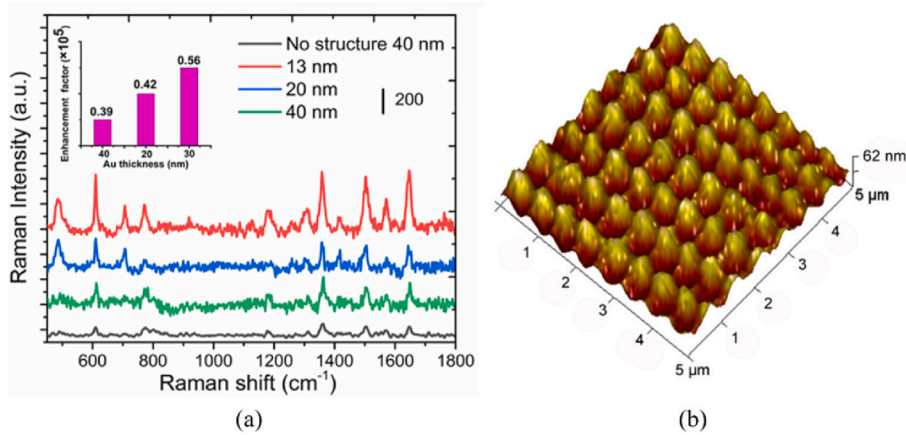 Raman Intensity (a.u.)
Enhancement factor (×10⁵)
0.39
0.42
0.56
40
20
30
Au thickness (nm)
No structure 40 nm
13 nm
20 nm
40 nm
200
600
800
1000
1200
1400
1600
1800
Raman shift (cm⁻¹)
62 nm
5 µm
4
3
2
1
1
2
3
4
5 µm
(a)
(b)